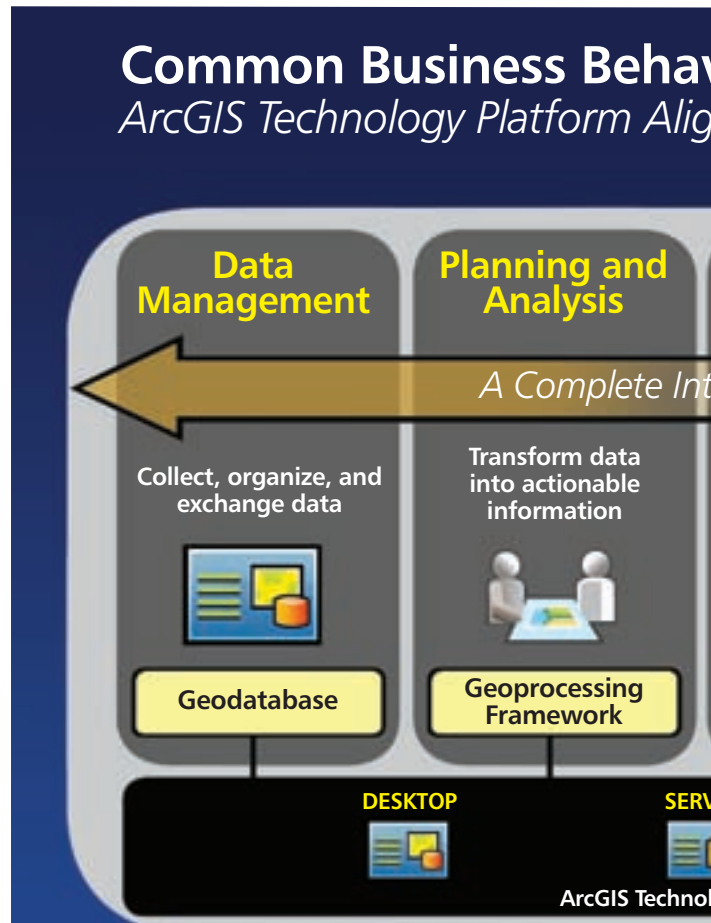 Common Business Behav
ArcGIS Technology Platform Alig
Data
Management
Planning and
Analysis
A Complete Int
Collect, organize, and
exchange data
Transform data
into actionable
information
Geodatabase
Geoprocessing
Framework
DESKTOP
SERV
ArcGIS Technol